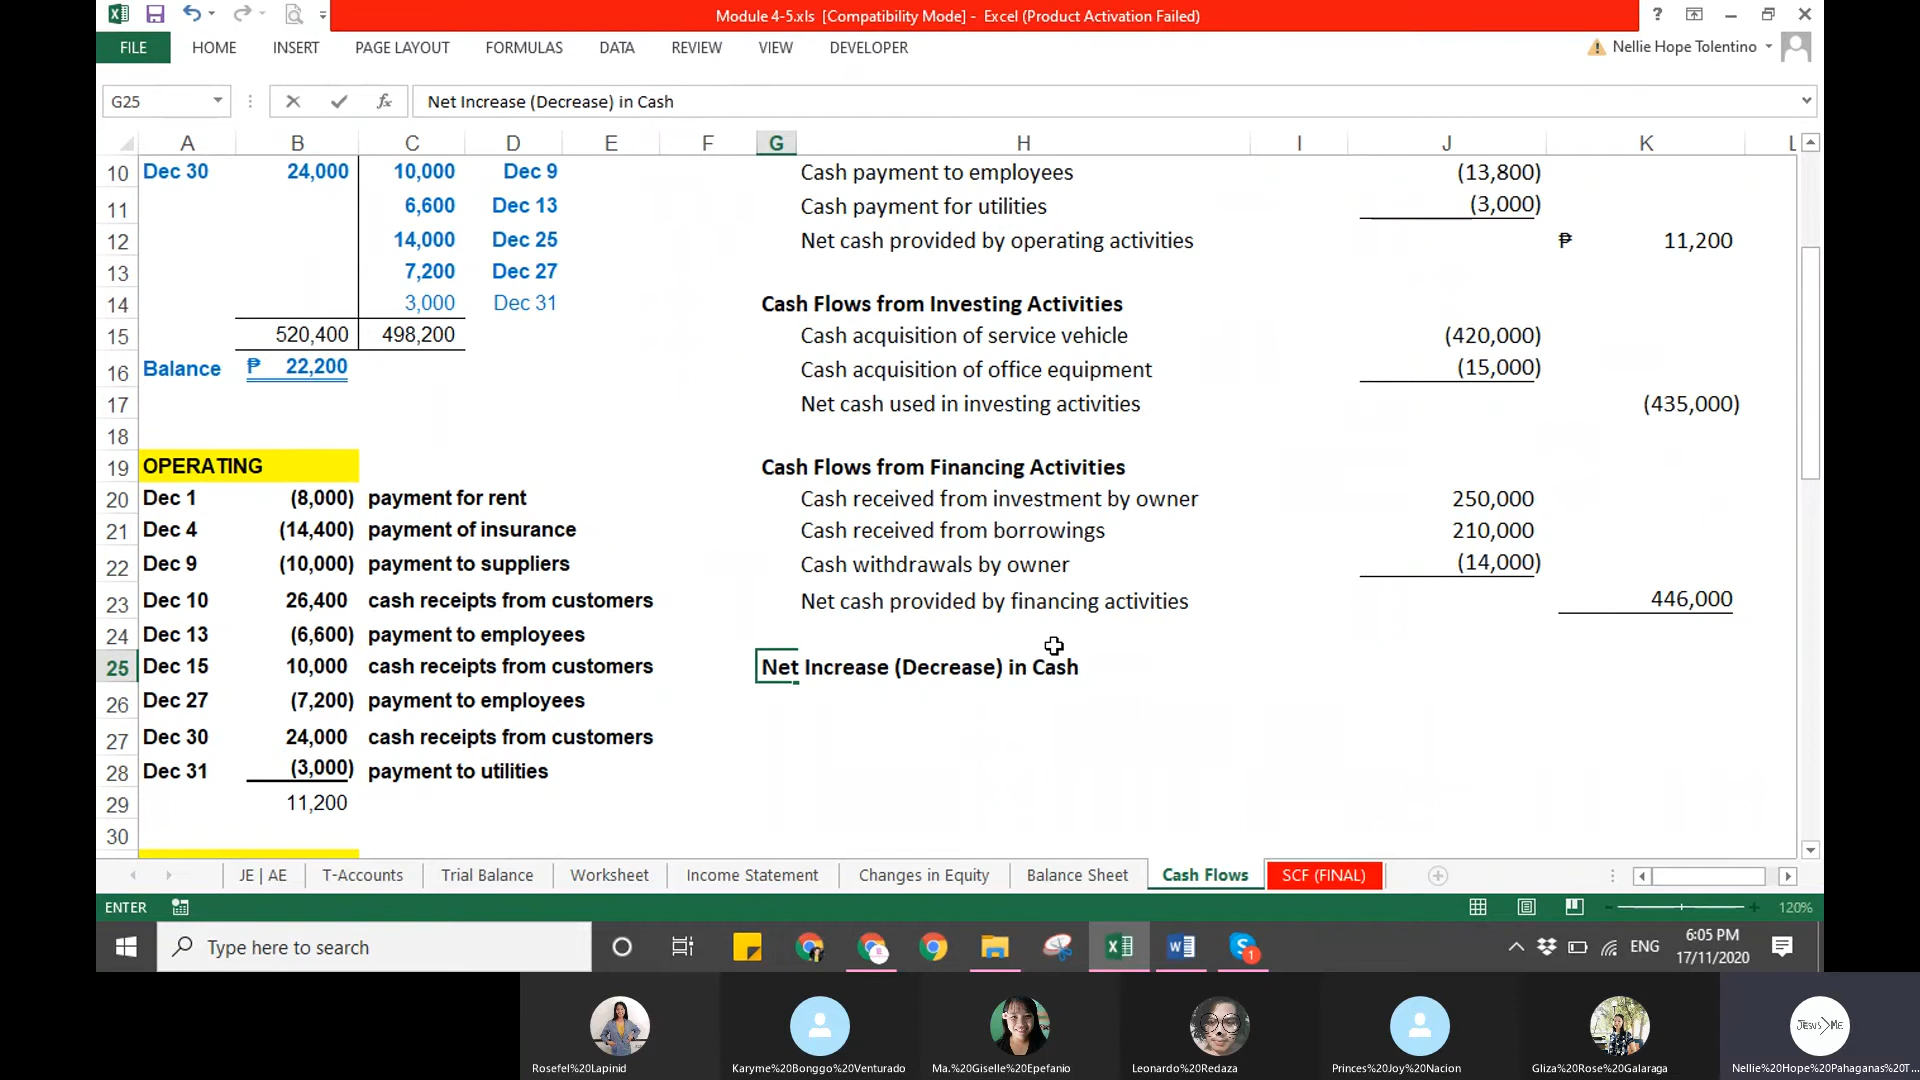 Module 4-5.xls [Compatibility Mode] - Excel (Product Activation Failed)
?
FILE HOME INSERT PAGE LAYOUT FORMULAS DATA REVIEW VIEW DEVELOPER Nellie Hope Tolentino
G25 fx Net Increase (Decrease) in Cash
A B C D E F G H I J K L
10 Dec 30 24,000 10,000 Dec 9 Cash payment to employees (13,800)
11 6,600 Dec 13 Cash payment for utilities (3,000)
12 14,000 Dec 25 Net cash provided by operating activities ₱ 11,200
13 7,200 Dec 27
14 3,000 Dec 31 Cash Flows from Investing Activities
15 520,400 498,200 Cash acquisition of service vehicle (420,000)
16 Balance ₱ 22,200 Cash acquisition of office equipment (15,000)
17 Net cash used in investing activities (435,000)
18
19 OPERATING Cash Flows from Financing Activities
20 Dec 1 (8,000) payment for rent Cash received from investment by owner 250,000
21 Dec 4 (14,400) payment of insurance Cash received from borrowings 210,000
22 Dec 9 (10,000) payment to suppliers Cash withdrawals by owner (14,000)
23 Dec 10 26,400 cash receipts from customers Net cash provided by financing activities 446,000
24 Dec 13 (6,600) payment to employees
25 Dec 15 10,000 cash receipts from customers Net Increase (Decrease) in Cash
26 Dec 27 (7,200) payment to employees
27 Dec 30 24,000 cash receipts from customers
28 Dec 31 (3,000) payment to utilities
29 11,200
30
JE | AE T-Accounts Trial Balance Worksheet Income Statement Changes in Equity Balance Sheet Cash Flows SCF (FINAL)
ENTER 120%
Type here to search 1 ENG 6:05 PM
17/11/2020
JESUS>ME
Rosefel%20Lapinid Karyme%20Bonggo%20Venturado Ma.%20Giselle%20Epefanio Leonardo%20Redaza Princes%20Joy%20Nacion Gliza%20Rose%20Galaraga Nellie%20Hope%20Pahaganas%20T...